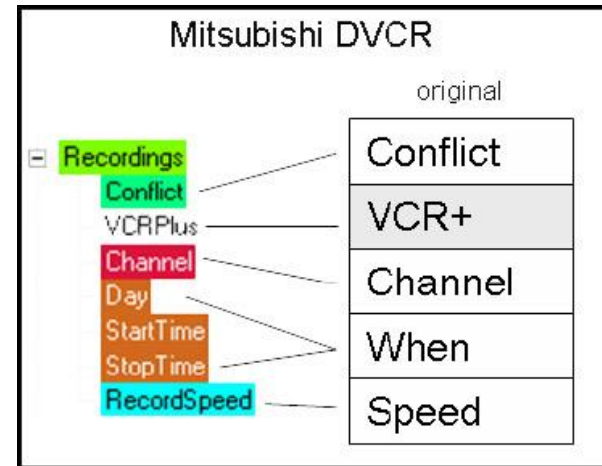 Mitsubishi DVCR
original
Recordings
Conflict
VCRPlus
Channel
Day
StartTime
StopTime
RecordSpeed
Conflict
VCR+
Channel
When
Speed